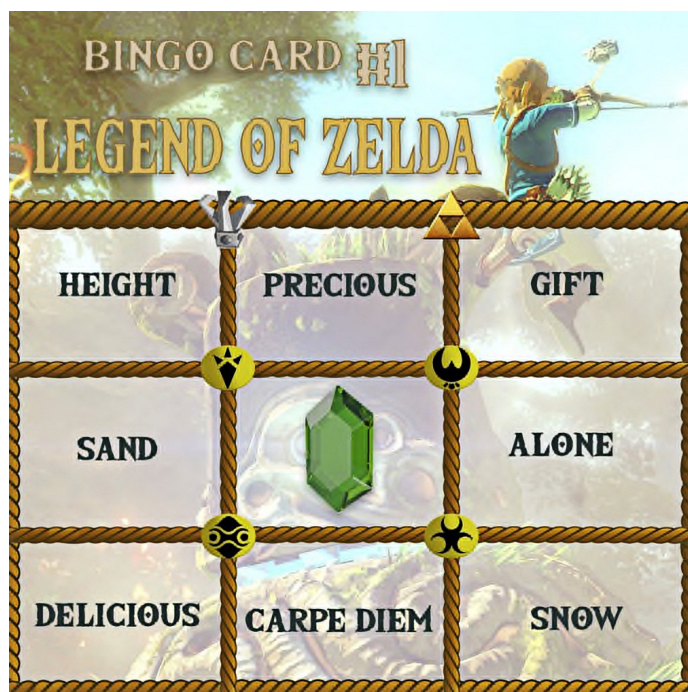 BINGO CARD #1
LEGEND OF ZELDA
HEIGHT PRECIOUS GIFT
SAND ALONE
DELICIOUS CARPE DIEM SNOW